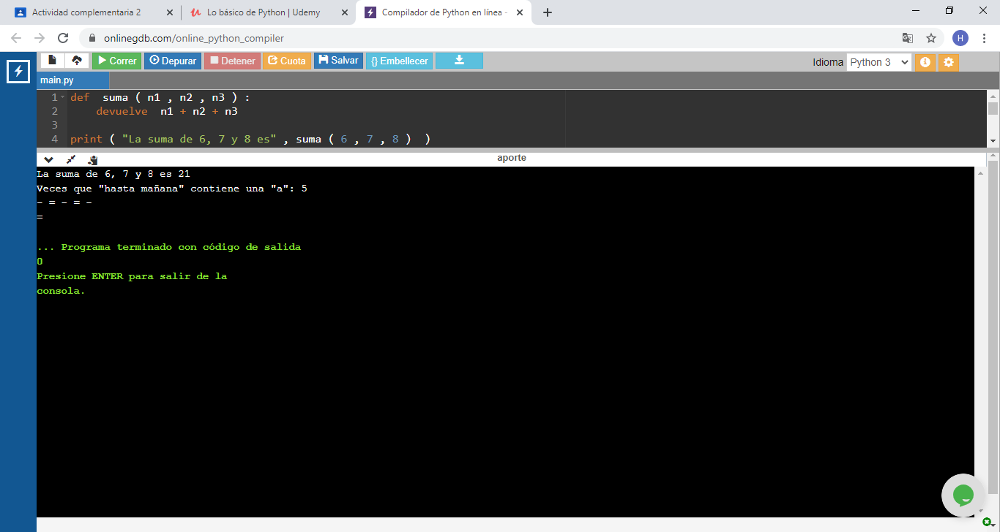 Actividad complementaria 2
Lo básico de Python | Udemy
Compilador de Python en línea -
onlinegdb.com/online_python_compiler
H
Correr
Depurar
Detener
Cuota
Salvar
{} Embellecer
Idioma
Python 3
main.py
1 def suma ( n1 , n2 , n3 ) :
2 devuelve n1 + n2 + n3
3
4 print ( "La suma de 6, 7 y 8 es" , suma ( 6 , 7 , 8 ) )
aporte
La suma de 6, 7 y 8 es 21
Veces que "hasta mañana" contiene una "a": 5
- = - = -
=
... Programa terminado con código de salida
0
Presione ENTER para salir de la
consola.